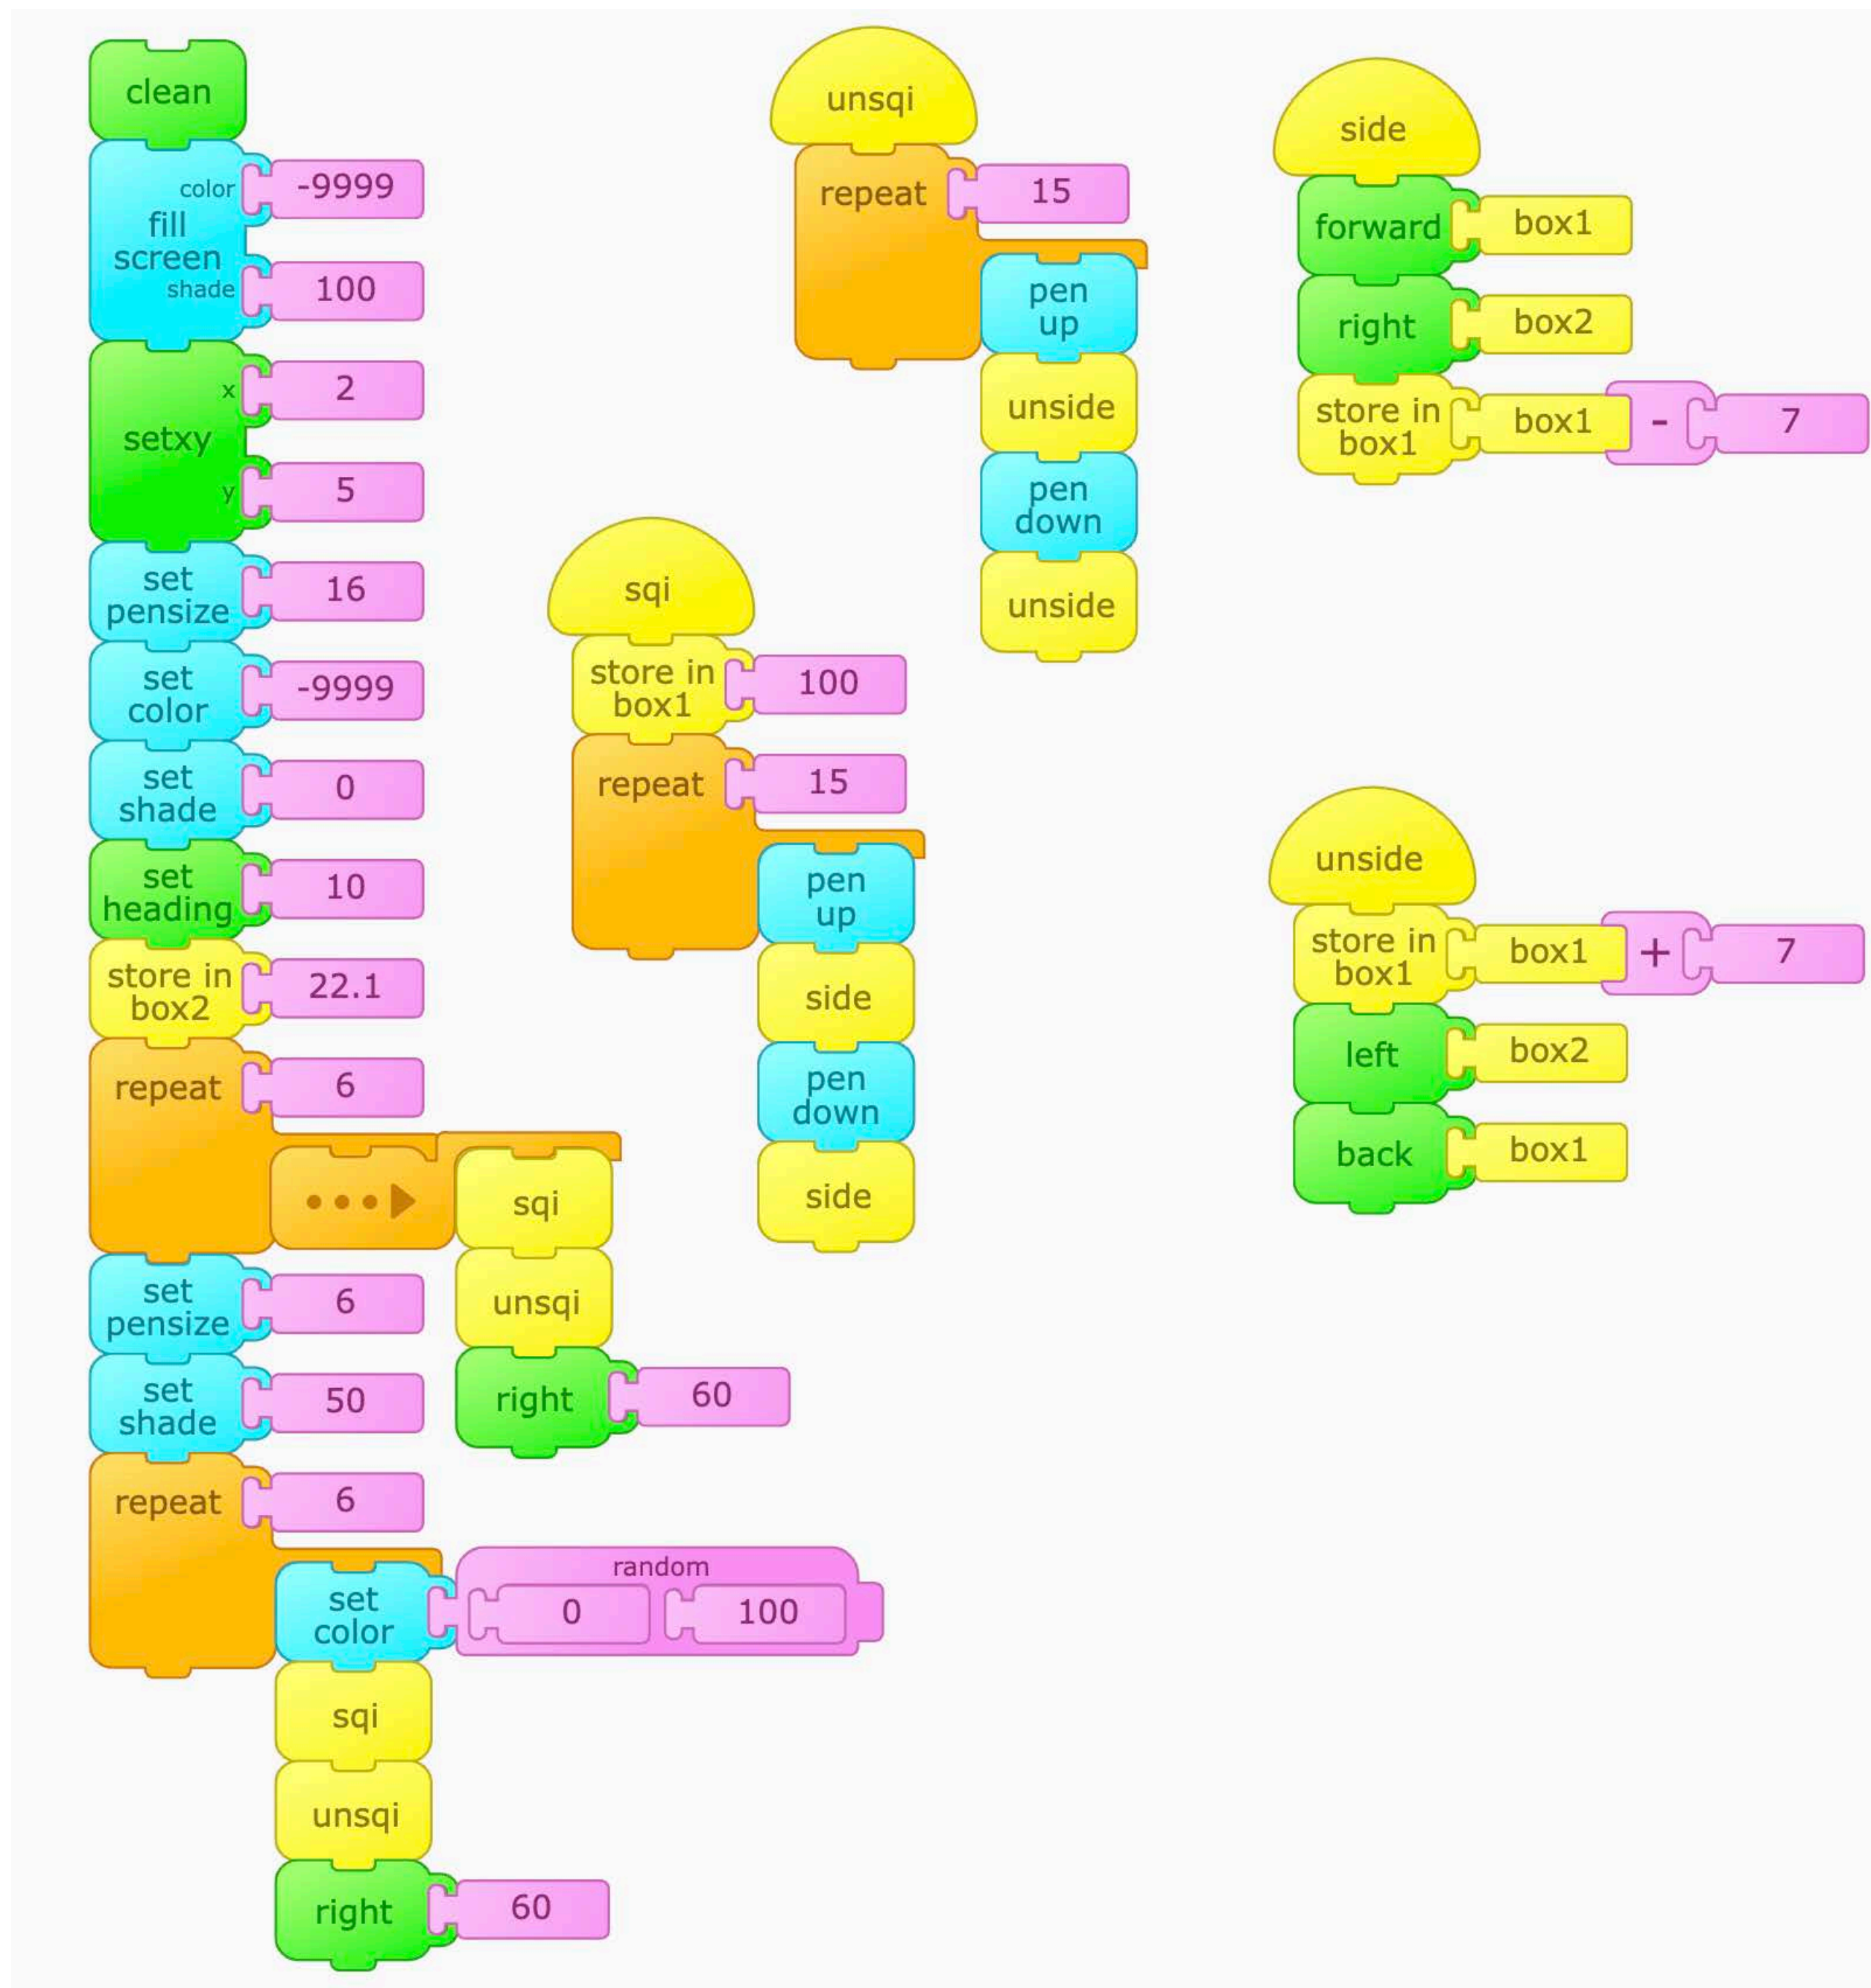 clean
color
-9999
fill
screen
shade
100
x
2
setxy
y
5
set
pensize
16
set
color
-9999
set
shade
0
set
heading
10
store in
box2
22.1
repeat
6
sqi
unsqi
right
60
set
pensize
6
set
shade
50
repeat
6
set
color
random
0
100
sqi
unsqi
right
60
sqi
store in
box1
100
repeat
15
pen
up
side
pen
down
side
unsqi
repeat
15
pen
up
unside
pen
down
unside
side
forward
box1
right
box2
store in
box1
box1
-
7
unside
store in
box1
box1
+
7
left
box2
back
box1